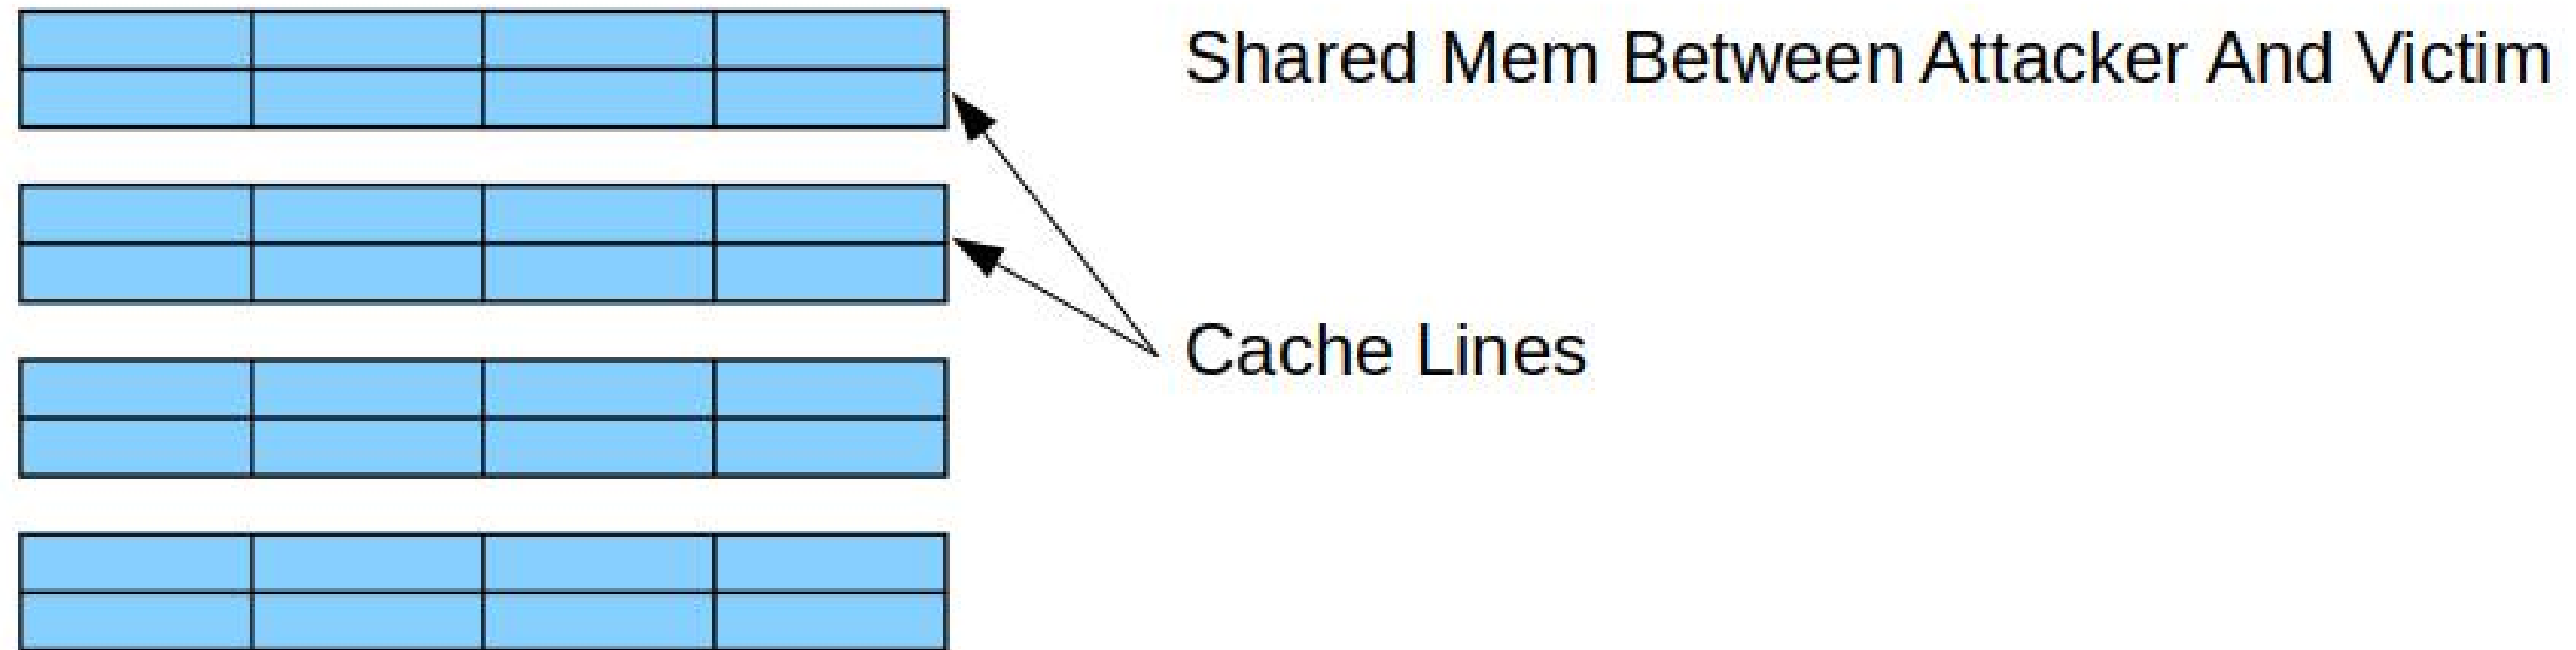 Shared Mem Between Attacker And Victim
Cache Lines